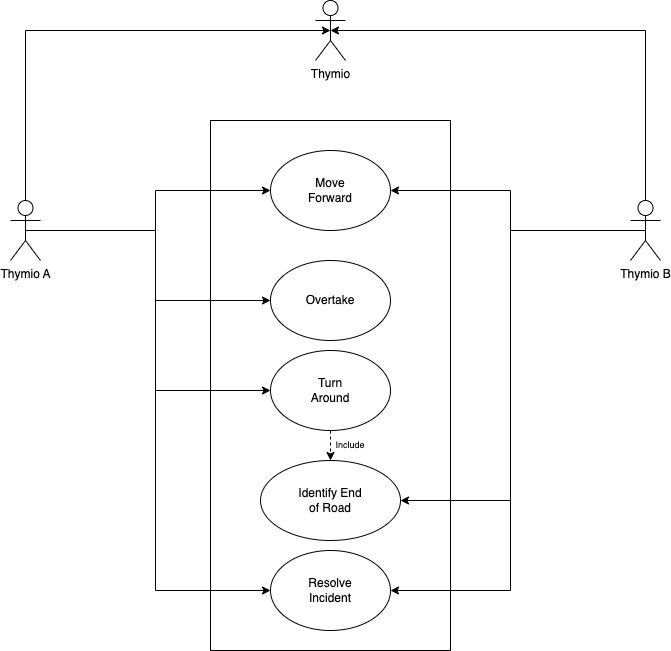 Thymio
Move
Forward
Thymio A
Thymio B
Overtake
Turn
Around
Include
Identify End
of Road
Resolve
Incident